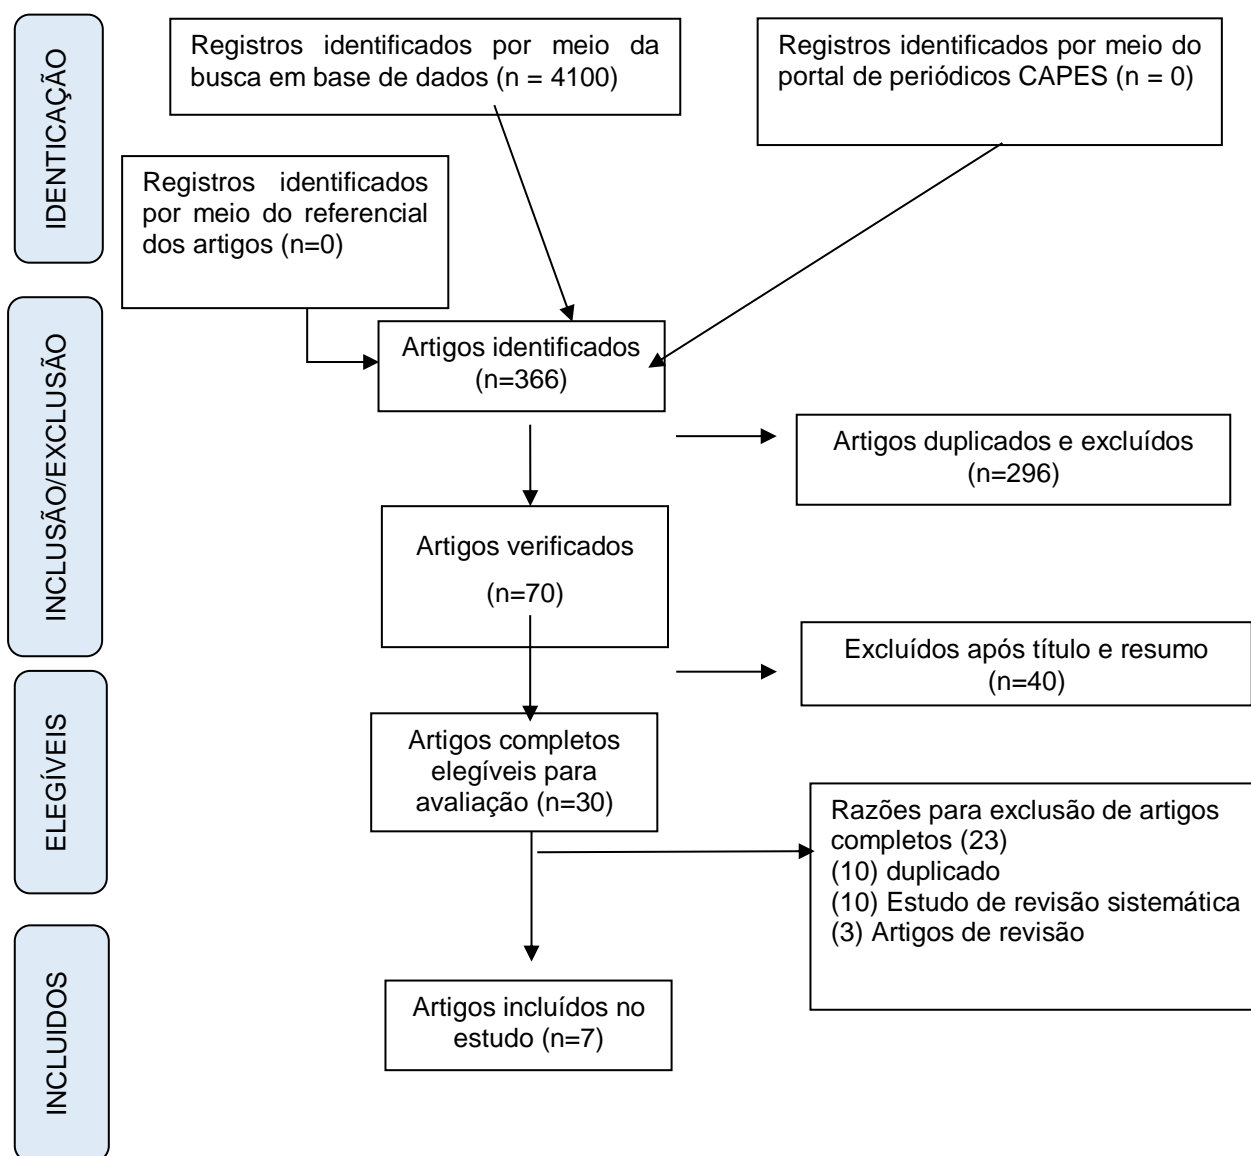 IDENTICAÇÃO
Registros identificados por meio da
busca em base de dados (n = 4100)
Registros identificados por meio do
portal de periódicos CAPES (n = 0)
Registros identificados
por meio do referencial
dos artigos (n=0)
INCLUSÃO/EXCLUSÃO
Artigos identificados
(n=366)
Artigos duplicados e excluídos
(n=296)
Artigos verificados
(n=70)
Excluídos após título e resumo
(n=40)
ELEGÍVEIS
Artigos completos
elegíveis para
avaliação (n=30)
Razões para exclusão de artigos
completos (23)
(10) duplicado
(10) Estudo de revisão sistemática
(3) Artigos de revisão
INCLUIDOS
Artigos incluídos no
estudo (n=7)